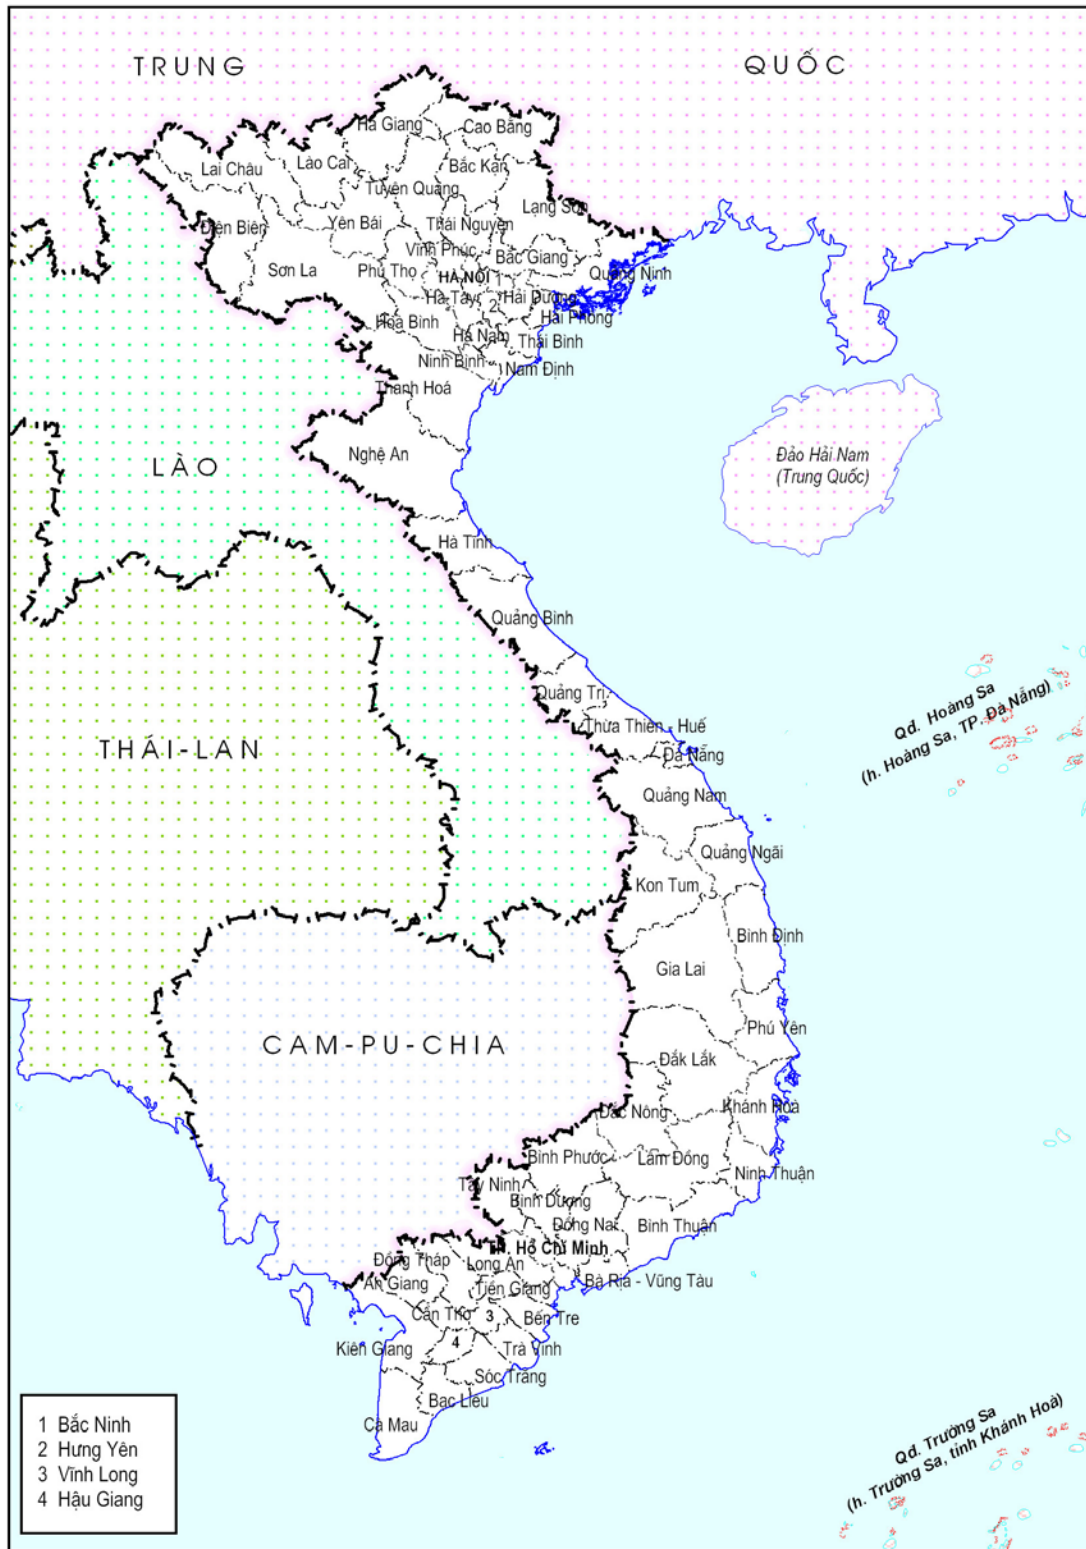 TRUNG QUỐC
Hà Giang
Cao Bằng
Lai Châu
Lào Cai
Bắc Kạn
Tuyên Quang
Lạng Sơn
Điện Biên
Yên Bái
Thái Nguyên
Vĩnh Phúc
Bắc Giang
Sơn La
Phú Thọ
HÀ NỘI
1
Quảng Ninh
Hà Tây
2
Hải Dương
Hoà Bình
Hải Phòng
Hà Nam
Thái Bình
Ninh Bình
Nam Định
Thanh Hoá
Nghệ An
Đảo Hải Nam
(Trung Quốc)
LÀO
Hà Tĩnh
Quảng Bình
Quảng Trị
Thừa Thiên - Huế
Qđ. Hoàng Sa
(h. Hoàng Sa, TP. Đà Nẵng)
THÁI-LAN
Đà Nẵng
Quảng Nam
Quảng Ngãi
Kon Tum
Bình Định
Gia Lai
Phú Yên
CAM-PU-CHIA
Đắk Lắk
Đắc Nông
Khánh Hoà
Bình Phước
Lâm Đồng
Ninh Thuận
Tây Ninh
Bình Dương
Đồng Nai
Bình Thuận
TP. Hồ Chí Minh
Đồng Tháp
Long An
An Giang
Tiền Giang
Bà Rịa - Vũng Tàu
Cần Thơ
3
Bến Tre
Kiên Giang
4
Trà Vinh
Sóc Trăng
Bạc Liêu
Cà Mau
Qđ. Trường Sa
(h. Trường Sa, tỉnh Khánh Hoà)
1 Bắc Ninh
2 Hưng Yên
3 Vĩnh Long
4 Hậu Giang